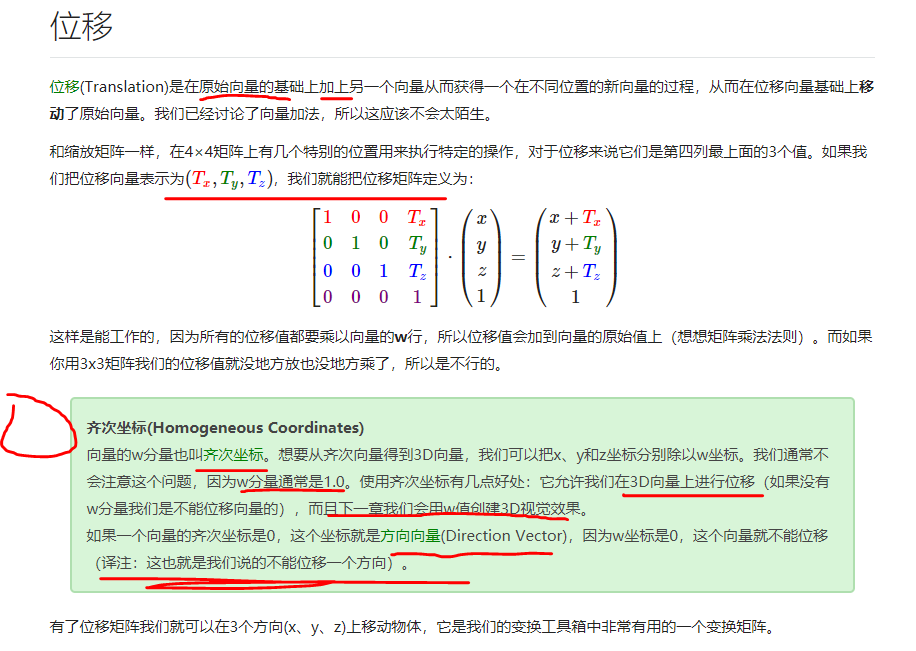 位移
位移(Translation)是在原始向量的基础上加上另一个向量从而获得一个在不同位置的新向量的过程，从而在位移向量基础上移
动了原始向量。我们已经讨论了向量加法，所以这应该不会太陌生。
和缩放矩阵一样，在4×4矩阵上有几个特别的位置用来执行特定的操作，对于位移来说它们是第四列最上面的3个值。如果我
们把位移向量表示为(Tx,Ty,Tz)，我们就能把位移矩阵定义为：
[1 0 0 Tx] (x) (x + Tx)
[0 1 0 Ty] (y) (y + Ty)
[0 0 1 Tz] · (z) = (z + Tz)
[0 0 0 1] (1) (1)
这样是能工作的，因为所有的位移值都要乘以向量的w行，所以位移值会加到向量的原始值上（想想矩阵乘法法则）。而如果
你用3x3矩阵我们的位移值就没地方放也没地方乘了，所以是不行的。
齐次坐标(Homogeneous Coordinates)
向量的w分量也叫齐次坐标。想要从齐次向量得到3D向量，我们可以把x、y和z坐标分别除以w坐标。我们通常不
会注意这个问题，因为w分量通常是1.0。使用齐次坐标有几点好处：它允许我们在3D向量上进行位移（如果没有
w分量我们是不能位移向量的），而且下一章我们会用w值创建3D视觉效果。
如果一个向量的齐次坐标是0，这个坐标就是方向向量(Direction Vector)，因为w坐标是0，这个向量就不能位移
（译注：这也就是我们说的不能位移一个方向）。
有了位移矩阵我们就可以在3个方向(x、y、z)上移动物体，它是我们的变换工具箱中非常有用的一个变换矩阵。